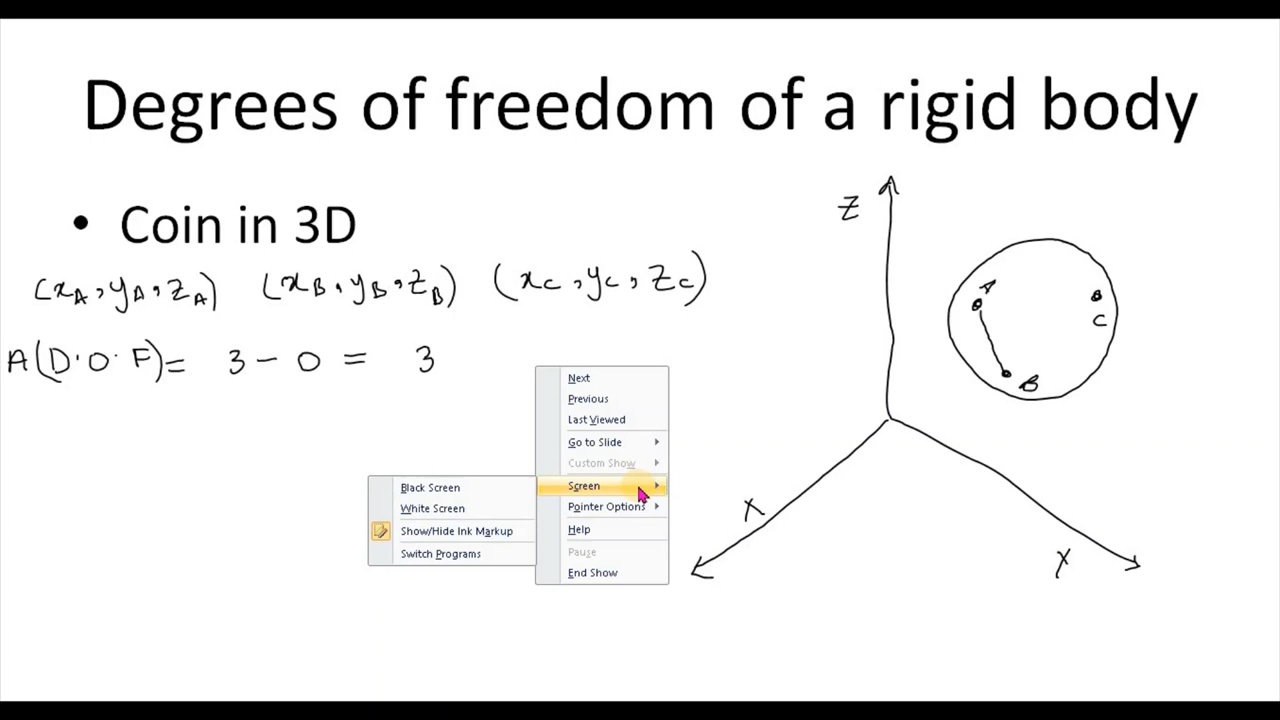 Degrees of freedom of a rigid body
• Coin in 3D
(xA, yA, zA) (xB, yB, zB) (xC, yC, zC)
A(D.O.F)= 3 - 0 = 3
Z
A
C
B
X
Y
Next
Previous
Last Viewed
Go to Slide
Custom Show
Screen
Pointer Options
Help
Pause
End Show
Black Screen
White Screen
Show/Hide Ink Markup
Switch Programs